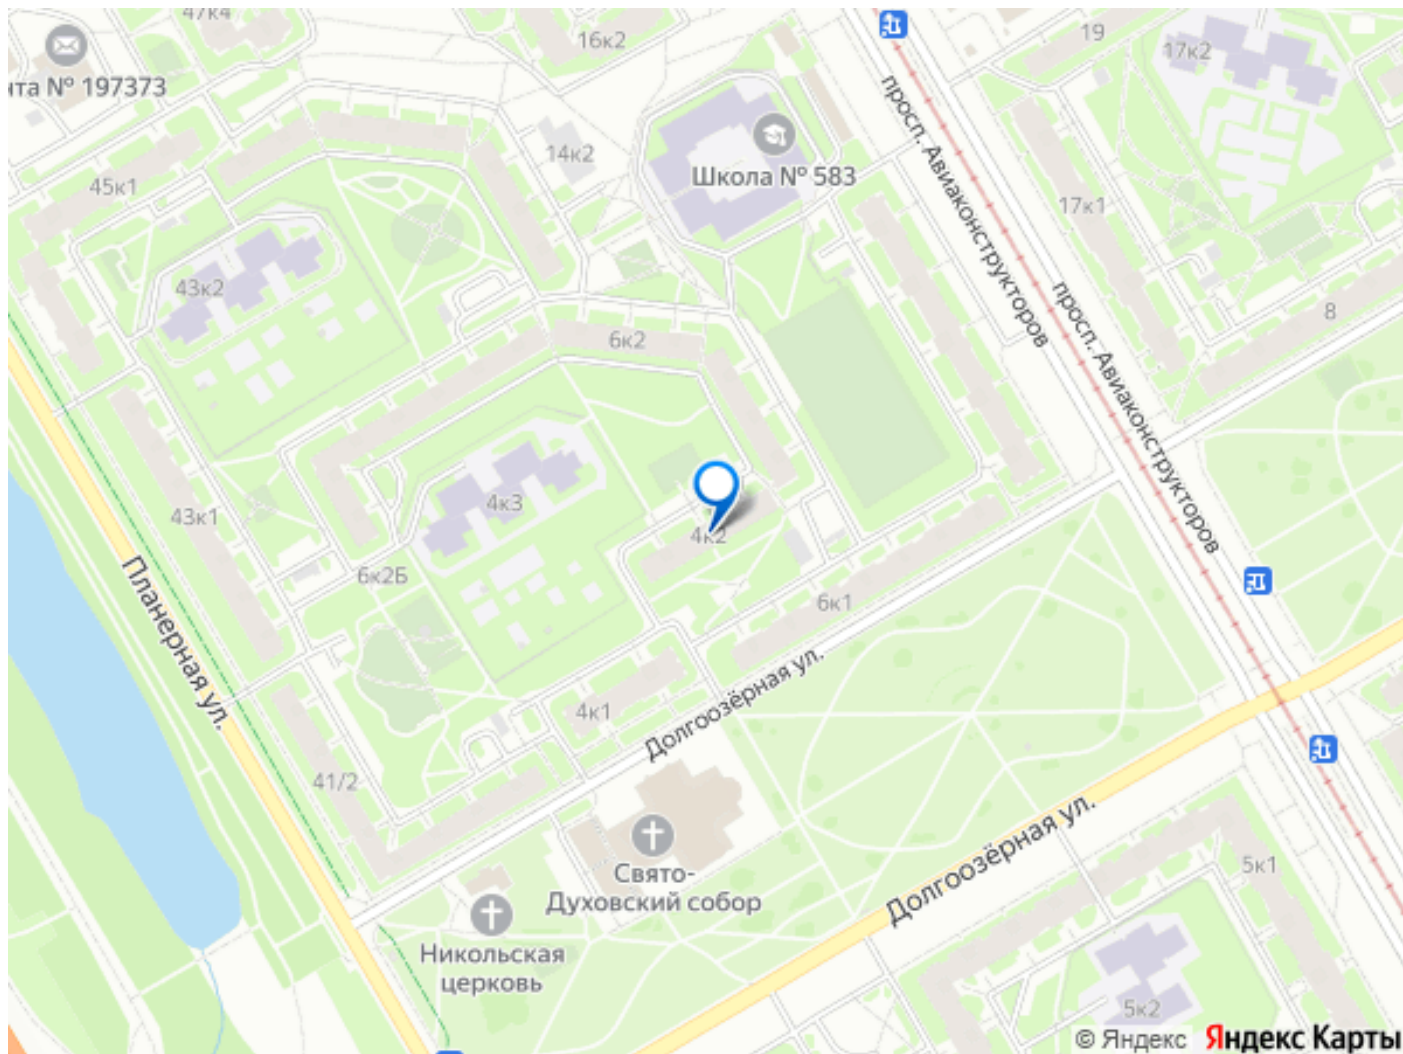 47к4
16к2
19
17к2
нта № 197373
14к2
Школа № 583
45к1
17к1
просп. Авиаконструкторов
просп. Авиаконструкторов
43к2
8
6к2
4к3
43к1
4к2
6к2Б
6к1
Планерная ул.
4к1
Долгоозёрная ул.
41/2
Свято-
Духовский собор
Долгоозёрная ул.
5к1
Никольская
церковь
5к2
© Яндекс Яндекс Карты